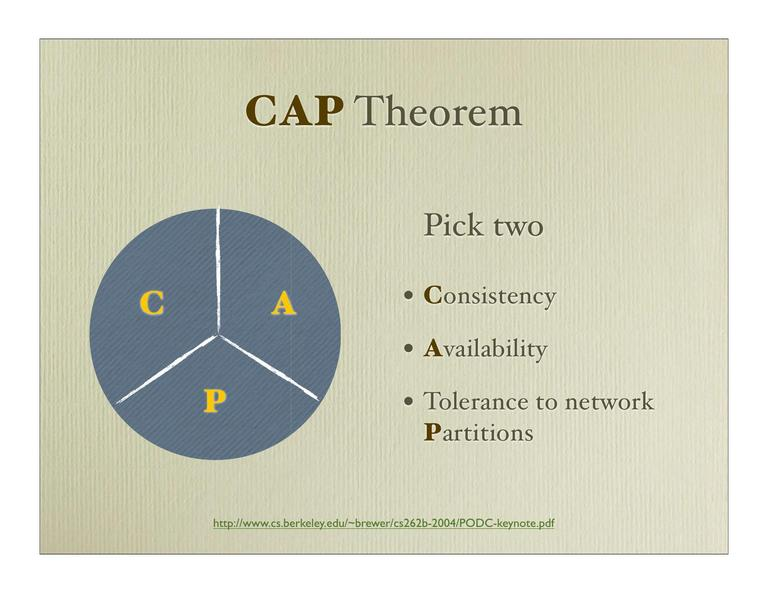 CAP Theorem
C
A
P
Pick two
• Consistency
• Availability
• Tolerance to network
Partitions
http://www.cs.berkeley.edu/~brewer/cs262b-2004/PODC-keynote.pdf